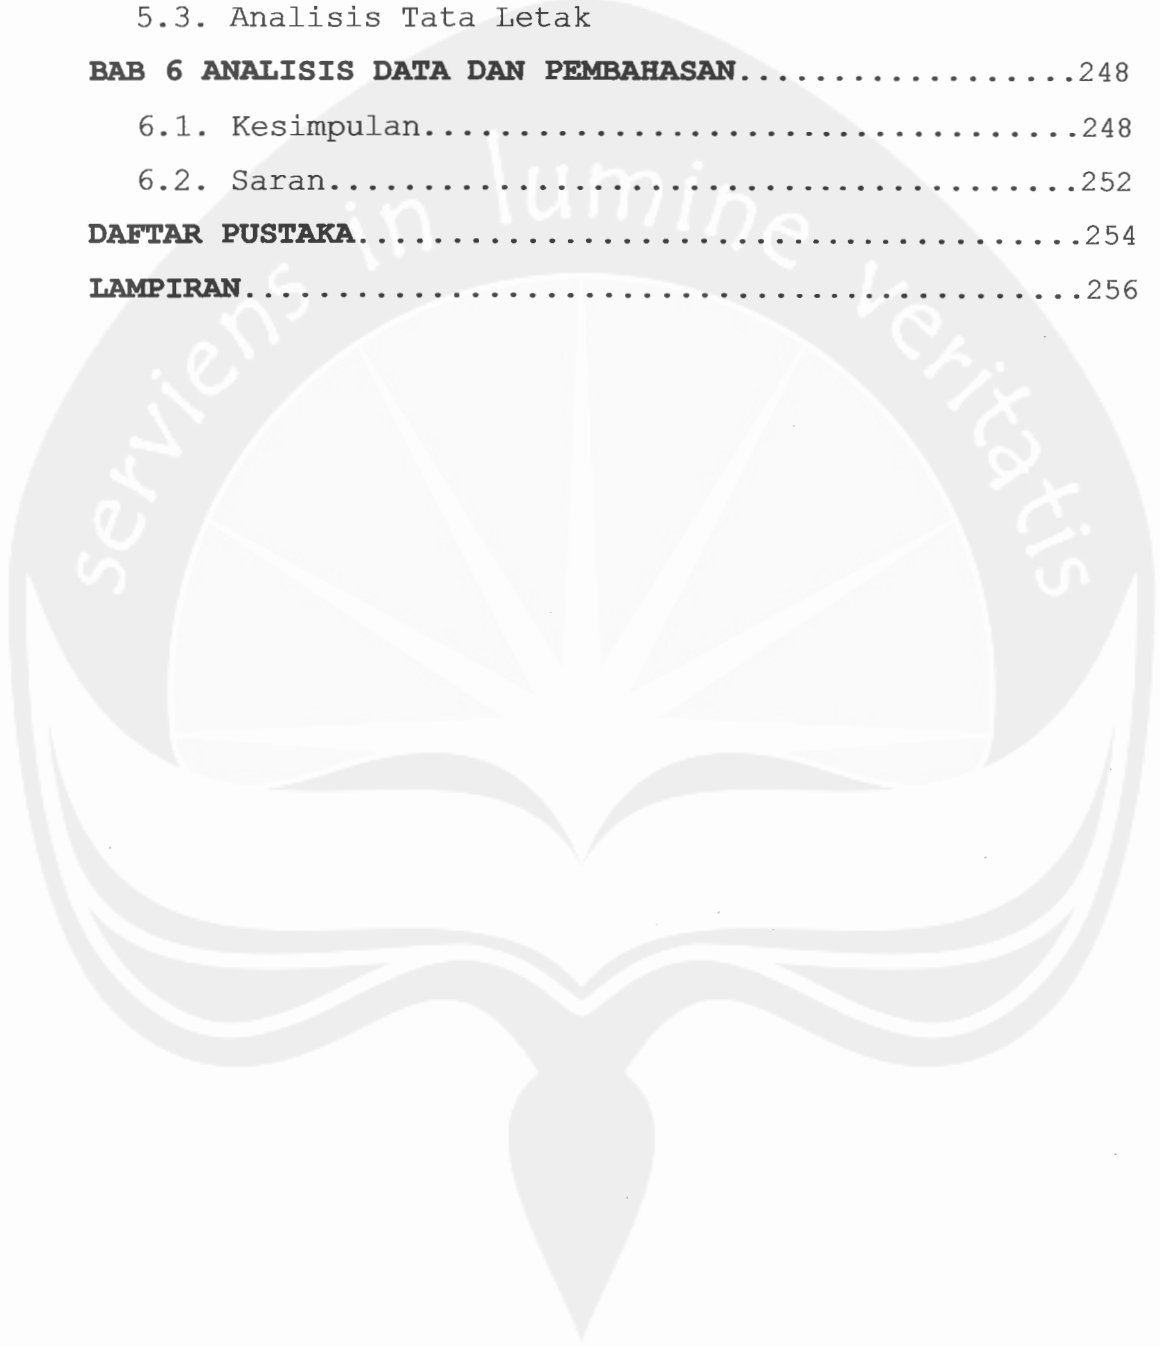 5.3. Analisis Tata Letak
BAB 6 ANALISIS DATA DAN PEMBAHASAN..................248
6.1. Kesimpulan...................................248
6.2. Saran........................................252
DAFTAR PUSTAKA.......................................254
LAMPIRAN.............................................256
serviens in lumine veritatis